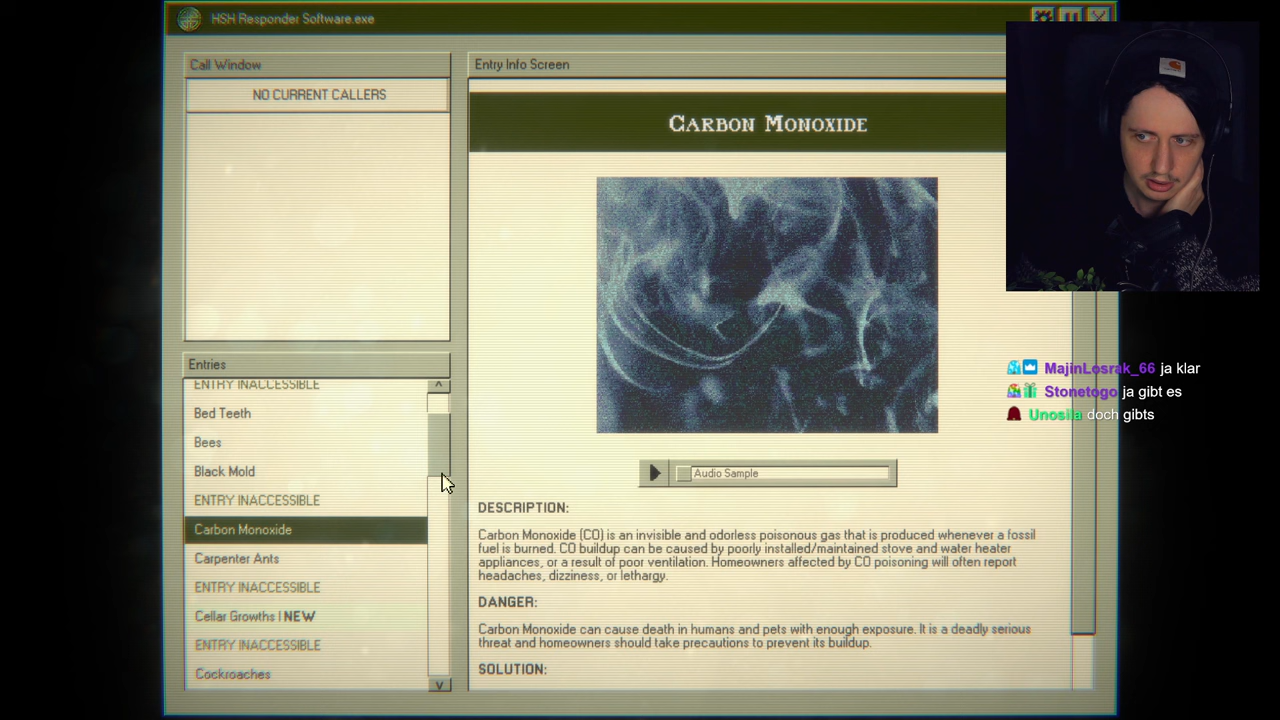 HSH Responder Software.exe
Call Window
NO CURRENT CALLERS
Entries
ENTRY INACCESSIBLE
Bed Teeth
Bees
Black Mold
ENTRY INACCESSIBLE
Carbon Monoxide
Carpenter Ants
ENTRY INACCESSIBLE
Cellar Growths | NEW
ENTRY INACCESSIBLE
Cockroaches
Entry Info Screen
CARBON MONOXIDE
Audio Sample
DESCRIPTION:
Carbon Monoxide (CO) is an invisible and odorless poisonous gas that is produced whenever a fossil
fuel is burned. CO buildup can be caused by poorly installed/maintained stove and water heater
appliances, or a result of poor ventilation. Homeowners affected by CO poisoning will often report
headaches, dizziness, or lethargy.
DANGER:
Carbon Monoxide can cause death in humans and pets with enough exposure. It is a deadly serious
threat and homeowners should take precautions to prevent its buildup.
SOLUTION:
MajinLosrak_66 ja klar
Stonetogo ja gibt es
Unosila doch gibts